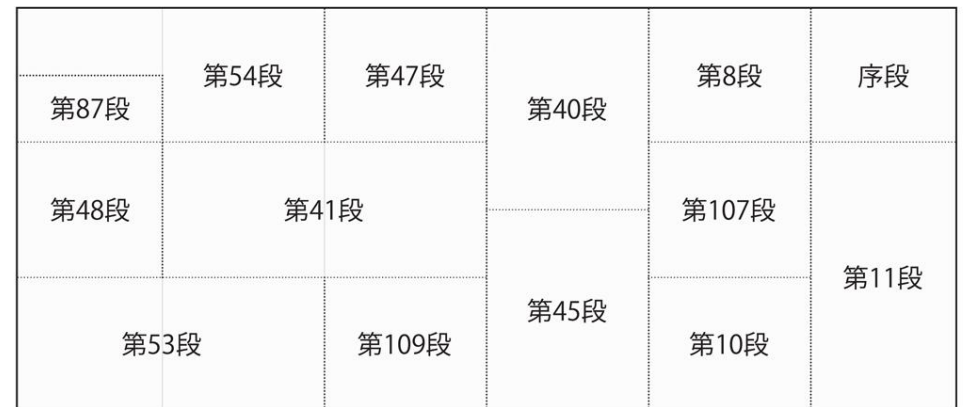 第54段
第47段
第40段
第8段
序段
第87段
第48段
第41段
第107段
第11段
第53段
第109段
第45段
第10段